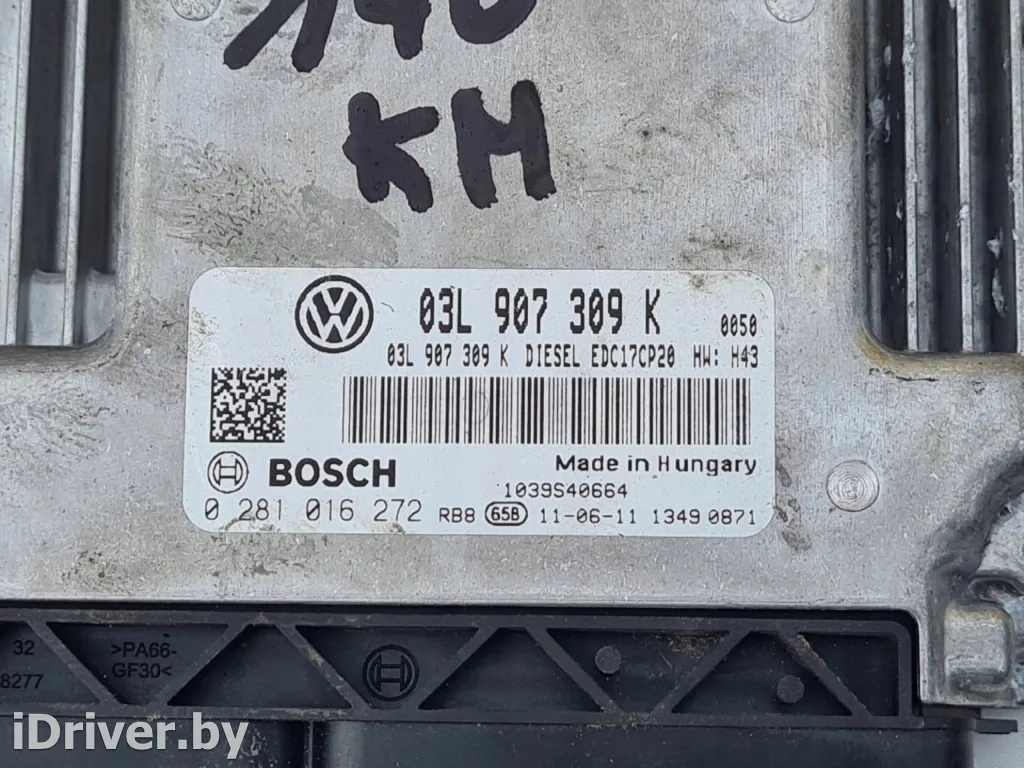 140
KH
03L 907 309 K 0050
03L 907 309 K DIESEL EDC17CP20 HW: H43
BOSCH
Made in Hungary
1039S40664
0 281 016 272 RB8 65B 11-06-11 1349 0871
32
8277
>PA66-
GF30<
iDriver.by